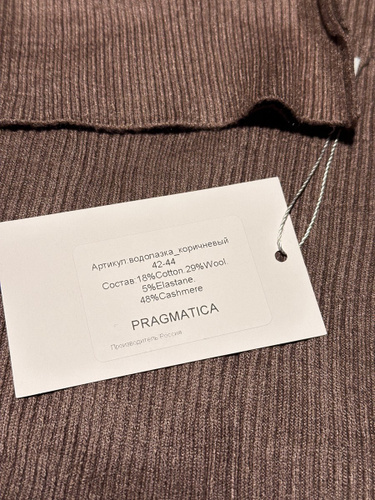 Артикул:водолазка_коричневый
42-44
Состав:18%Cotton.29%Wool.
5%Elastane.
48%Cashmere
PRAGMATICA
Производитель:Россия